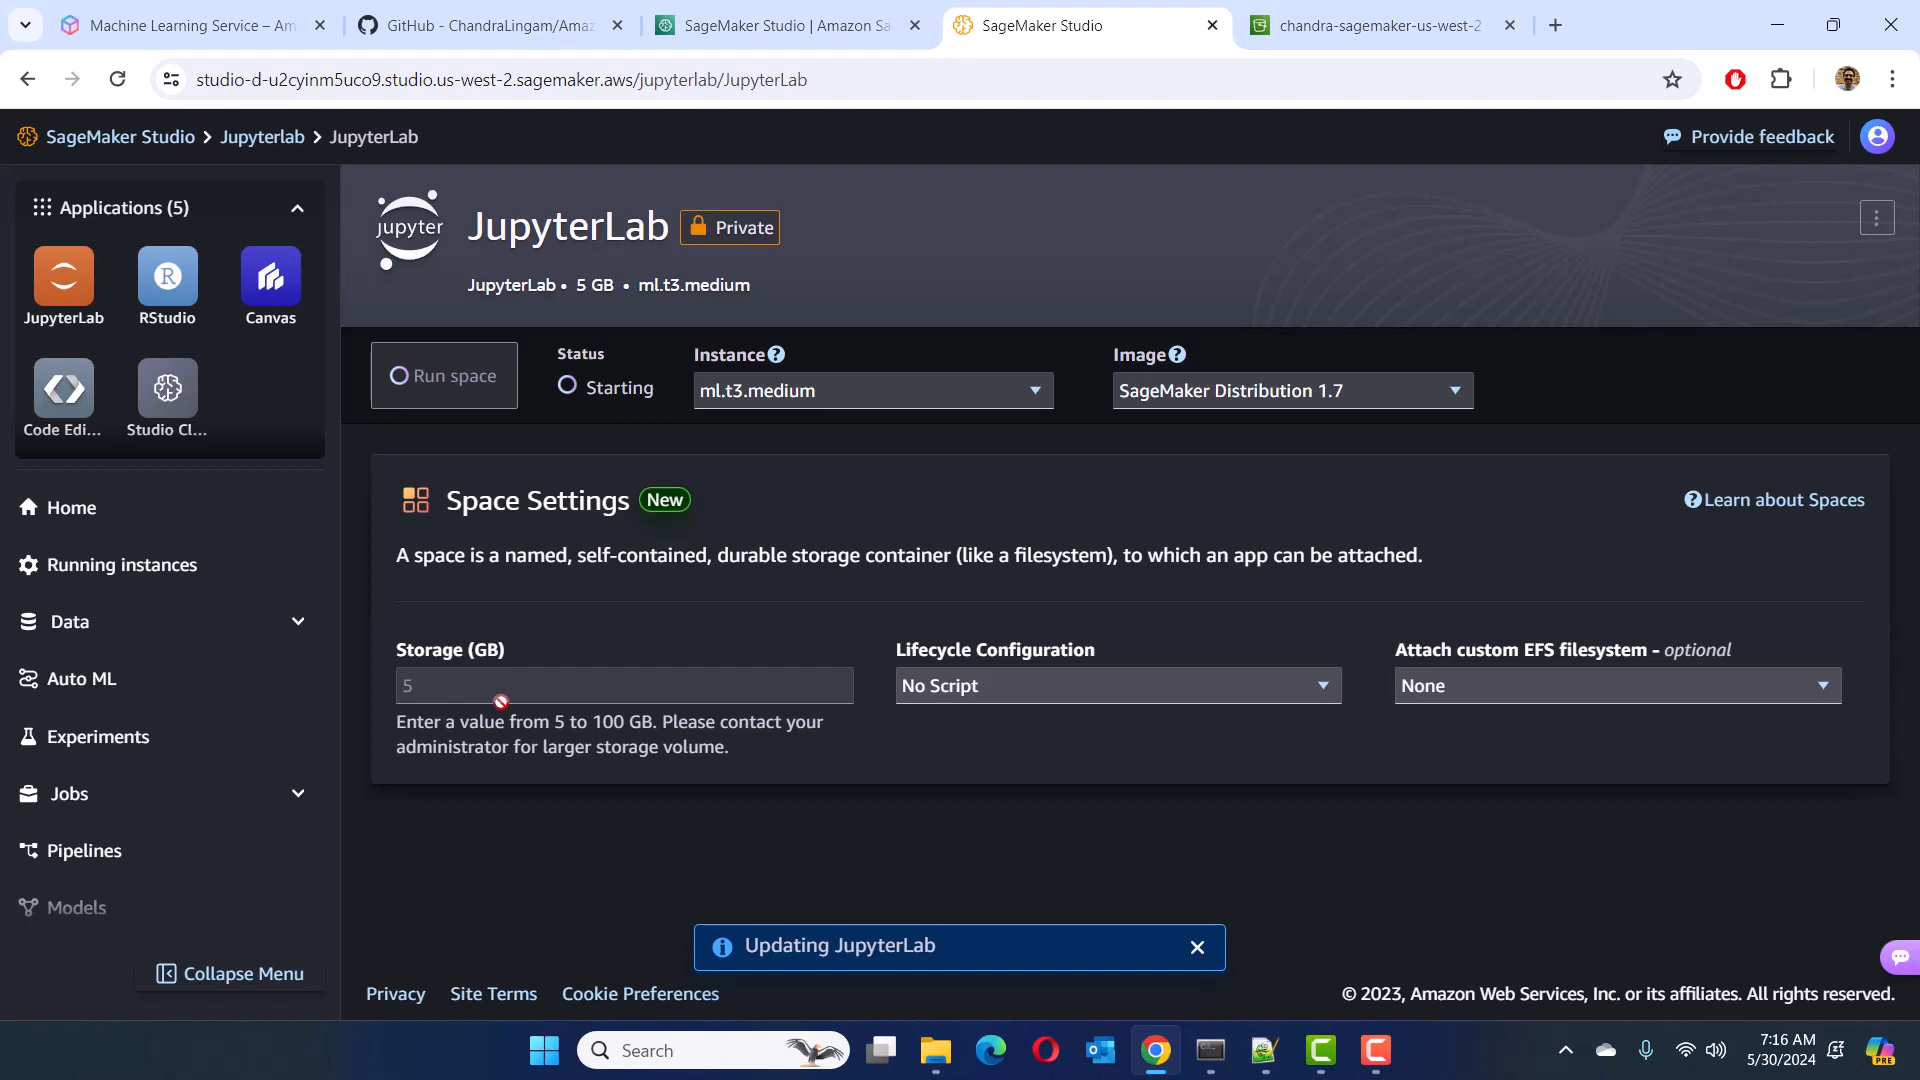 Machine Learning Service – Am
GitHub - ChandraLingam/Amaz
SageMaker Studio | Amazon Sa
SageMaker Studio
chandra-sagemaker-us-west-2
studio-d-u2cyinm5uco9.studio.us-west-2.sagemaker.aws/jupyterlab/JupyterLab
SageMaker Studio > Jupyterlab > JupyterLab
Provide feedback
Applications (5)
JupyterLab
RStudio
Canvas
Code Edi...
Studio Cl...
Home
Running instances
Data
Auto ML
Experiments
Jobs
Pipelines
Models
Collapse Menu
jupyter
JupyterLab
Private
JupyterLab • 5 GB • ml.t3.medium
Run space
Status
Starting
Instance
ml.t3.medium
Image
SageMaker Distribution 1.7
Space Settings
New
Learn about Spaces
A space is a named, self-contained, durable storage container (like a filesystem), to which an app can be attached.
Storage (GB)
5
Enter a value from 5 to 100 GB. Please contact your
administrator for larger storage volume.
Lifecycle Configuration
No Script
Attach custom EFS filesystem – optional
None
Updating JupyterLab
Privacy
Site Terms
Cookie Preferences
© 2023, Amazon Web Services, Inc. or its affiliates. All rights reserved.
Search
7:16 AM
5/30/2024
PRE